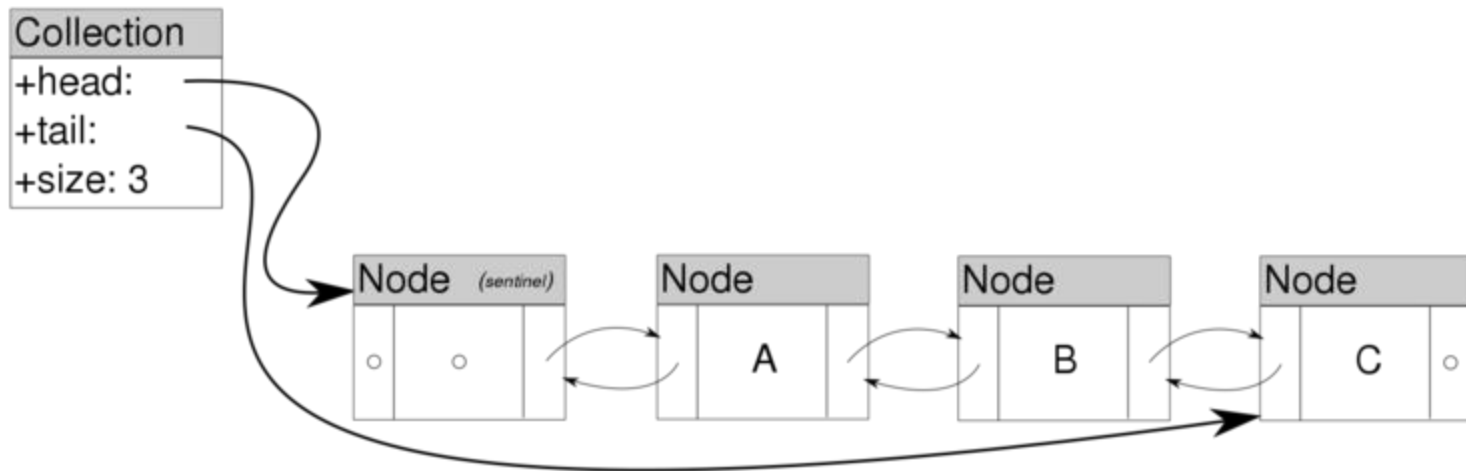 Collection
+head:
+tail:
+size: 3
Node (sentinel)
Node
Node
Node
A
B
C